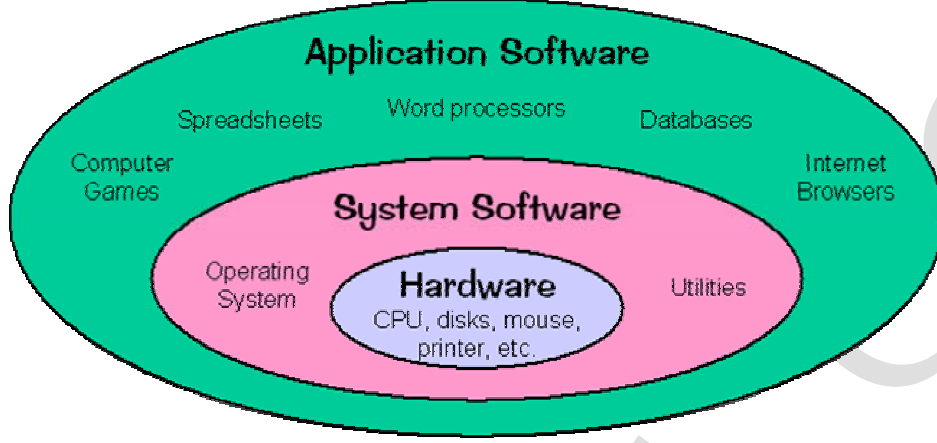 Application Software
Spreadsheets
Word processors
Databases
Computer
Games
Internet
Browsers
System Software
Operating
System
Utilities
Hardware
CPU, disks, mouse,
printer, etc.